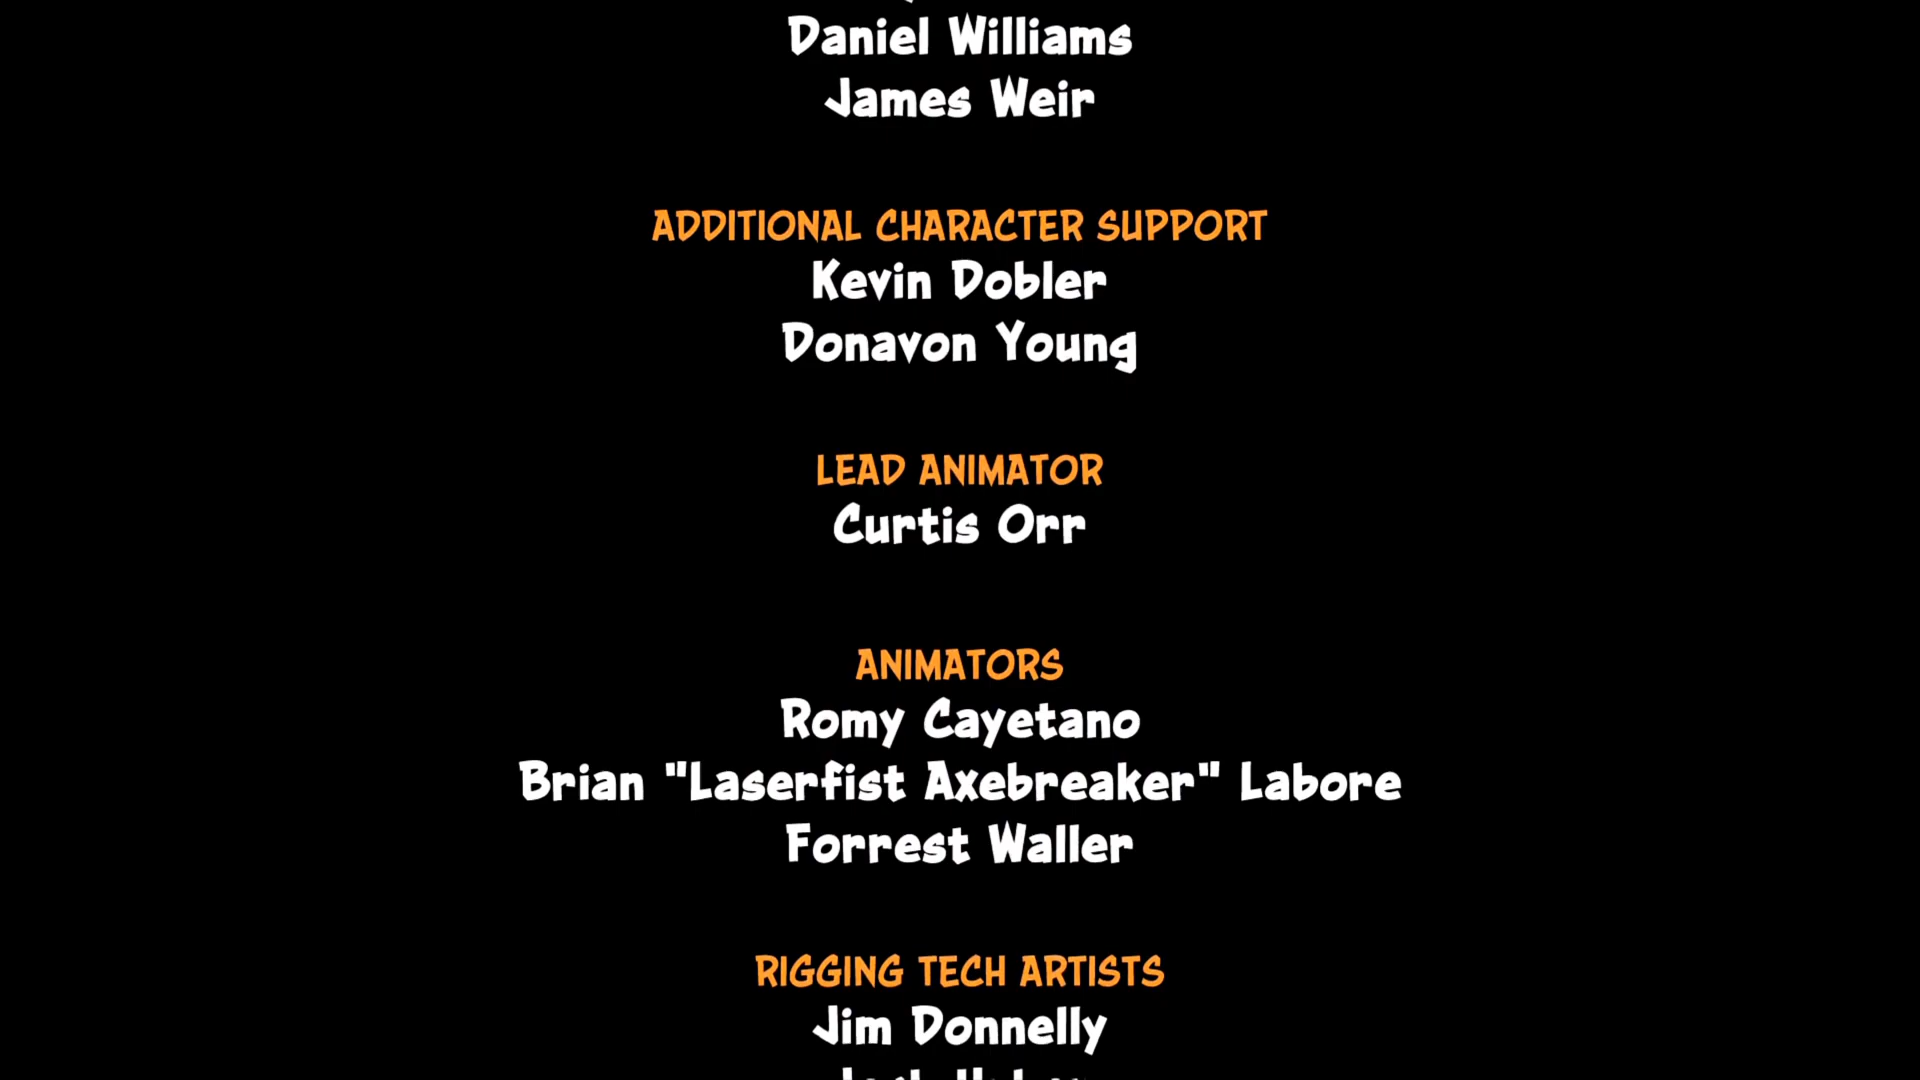 Daniel Williams
James Weir
ADDITIONAL CHARACTER SUPPORT
Kevin Dobler
Donavon Young
LEAD ANIMATOR
Curtis Orr
ANIMATORS
Romy Cayetano
Brian "Laserfist Axebreaker" Labore
Forrest Waller
RIGGING TECH ARTISTS
Jim Donnelly